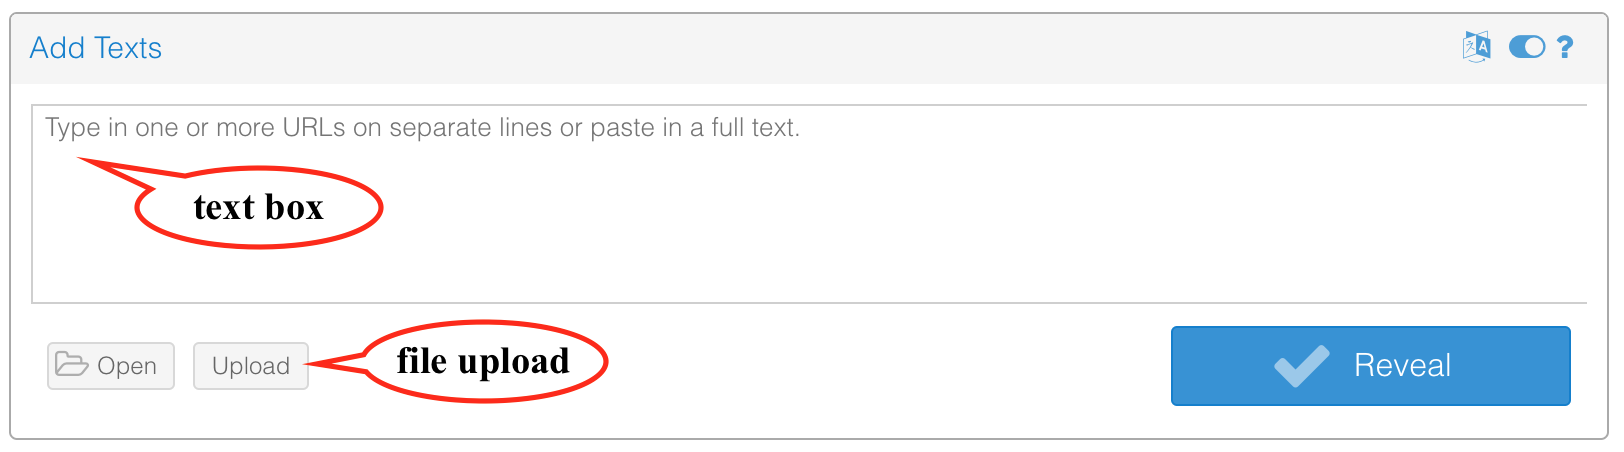 Add Texts
?
Type in one or more URLs on separate lines or paste in a full text.
text box
Open
Upload
file upload
Reveal